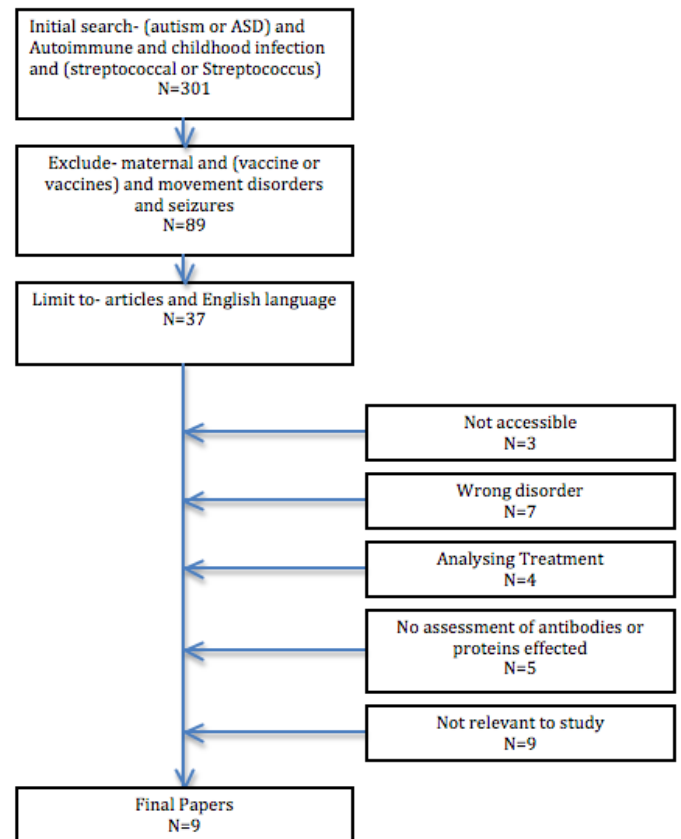 Initial search- (autism or ASD) and
Autoimmune and childhood infection
and (streptococcal or Streptococcus)
N=301
Exclude- maternal and (vaccine or
vaccines) and movement disorders
and seizures
N=89
Limit to- articles and English language
N=37
Not accessible
N=3
Wrong disorder
N=7
Analysing Treatment
N=4
No assessment of antibodies or
proteins effected
N=5
Not relevant to study
N=9
Final Papers
N=9